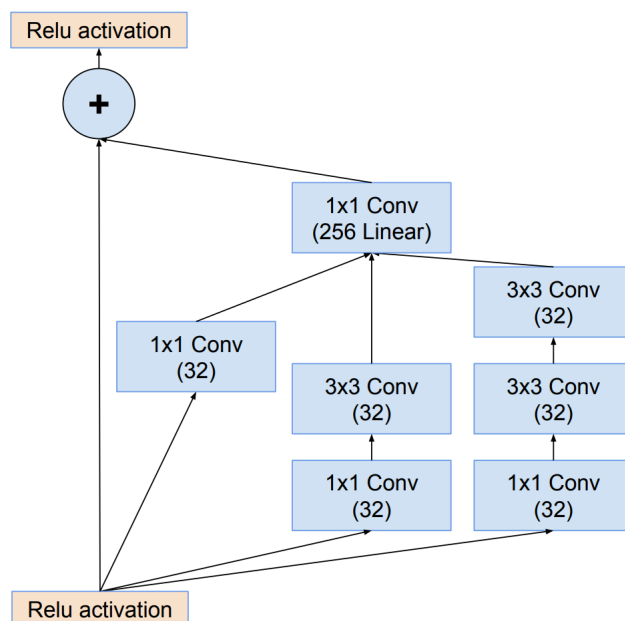 Relu activation
+
1x1 Conv
(256 Linear)
3x3 Conv
(32)
1x1 Conv
(32)
3x3 Conv
(32)
3x3 Conv
(32)
1x1 Conv
(32)
1x1 Conv
(32)
Relu activation